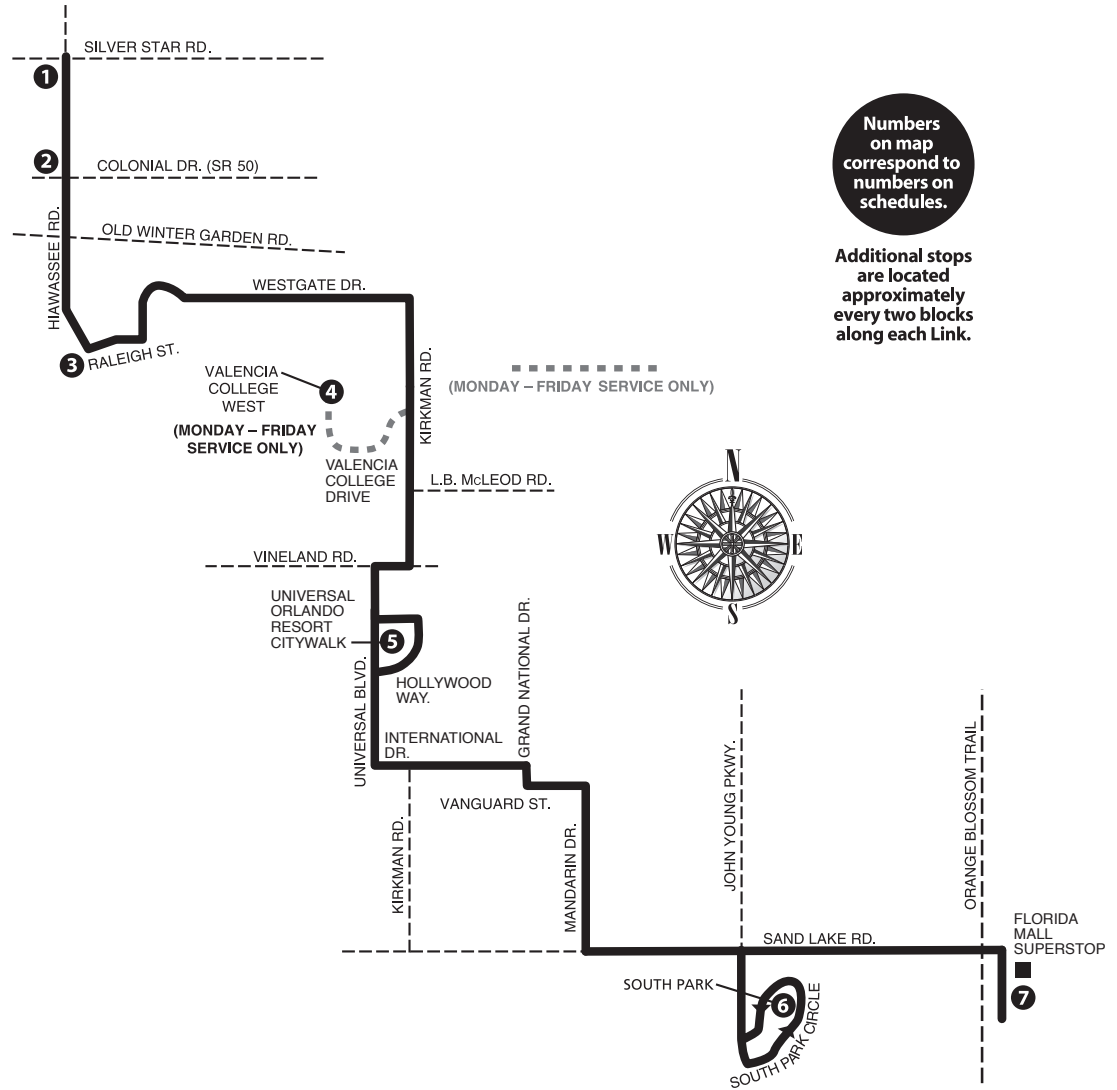 SILVER STAR RD.
1
2
COLONIAL DR. (SR 50)
Numbers
on map
correspond to
numbers on
schedules.
HIAWASSEE RD.
OLD WINTER GARDEN RD.
Additional stops
are located
approximately
every two blocks
along each Link.
WESTGATE DR.
3
RALEIGH ST.
KIRKMAN RD.
VALENCIA
COLLEGE
WEST
4
(MONDAY – FRIDAY
SERVICE ONLY)
(MONDAY – FRIDAY SERVICE ONLY)
VALENCIA
COLLEGE
DRIVE
L.B. McLEOD RD.
N
W
E
S
VINELAND RD.
UNIVERSAL
ORLANDO
RESORT
CITYWALK
5
HOLLYWOOD
WAY.
UNIVERSAL BLVD.
INTERNATIONAL
DR.
GRAND NATIONAL DR.
VANGUARD ST.
KIRKMAN RD.
MANDARIN DR.
JOHN YOUNG PKWY.
ORANGE BLOSSOM TRAIL
SAND LAKE RD.
FLORIDA
MALL
SUPERSTOP
7
SOUTH PARK
6
SOUTH PARK CIRCLE